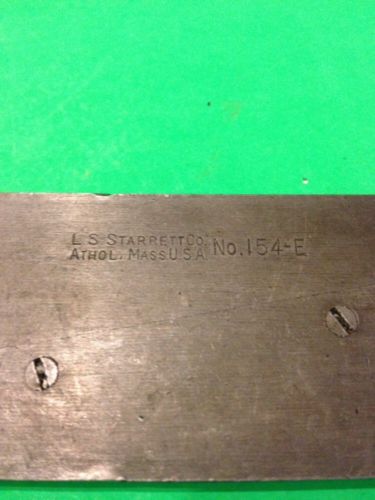 L S STARRETT CO.
ATHOL. MASS U.S.A. No. 154-E